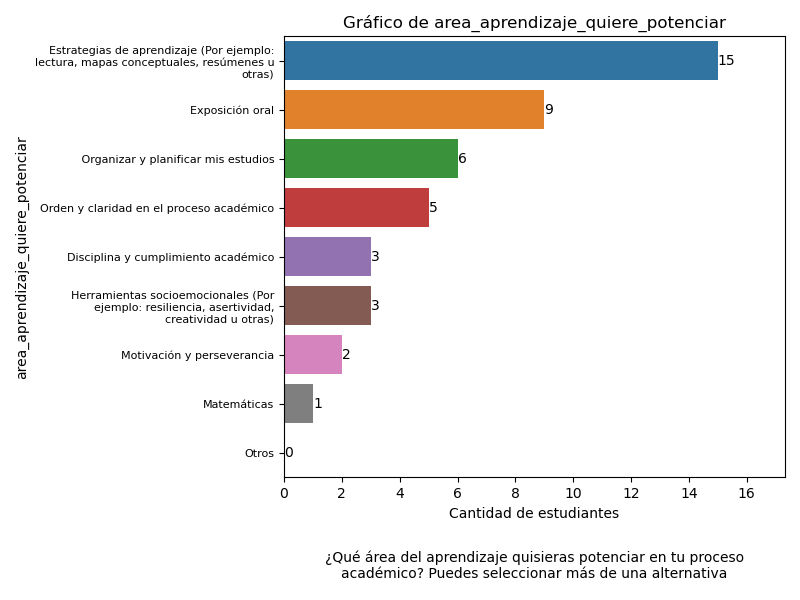 Gráfico de area_aprendizaje_quiere_potenciar
Estrategias de aprendizaje (Por ejemplo:
lectura, mapas conceptuales, resúmenes u
otras)
15
Exposición oral
9
Organizar y planificar mis estudios
6
Orden y claridad en el proceso académico
5
Disciplina y cumplimiento académico
3
Herramientas socioemocionales (Por
ejemplo: resiliencia, asertividad,
creatividad u otras)
3
Motivación y perseverancia
2
Matemáticas
1
Otros
0
area_aprendizaje_quiere_potenciar
0 2 4 6 8 10 12 14 16
Cantidad de estudiantes
¿Qué área del aprendizaje quisieras potenciar en tu proceso
académico? Puedes seleccionar más de una alternativa